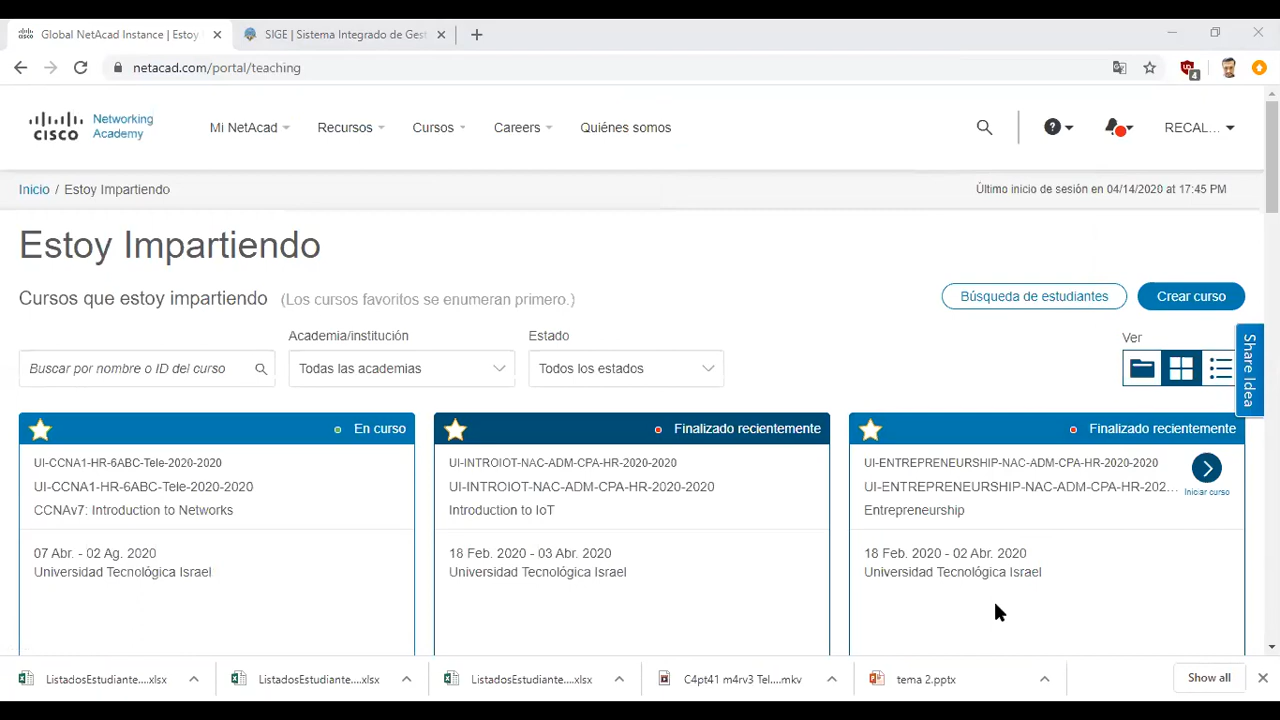 Global NetAcad Instance | Estoy
SIGE | Sistema Integrado de Gest
netacad.com/portal/teaching
4
CISCO Networking Academy
Mi NetAcad
Recursos
Cursos
Careers
Quiénes somos
RECAL...
Inicio / Estoy Impartiendo
Último inicio de sesión en 04/14/2020 at 17:45 PM
Estoy Impartiendo
Cursos que estoy impartiendo (Los cursos favoritos se enumeran primero.)
Búsqueda de estudiantes
Crear curso
Academia/institución
Estado
Ver
Buscar por nombre o ID del curso
Todas las academias
Todos los estados
Share Idea
En curso
UI-CCNA1-HR-6ABC-Tele-2020-2020
UI-CCNA1-HR-6ABC-Tele-2020-2020
CCNAv7: Introduction to Networks
07 Abr. - 02 Ag. 2020
Universidad Tecnológica Israel
Finalizado recientemente
UI-INTROIOT-NAC-ADM-CPA-HR-2020-2020
UI-INTROIOT-NAC-ADM-CPA-HR-2020-2020
Introduction to IoT
18 Feb. 2020 - 03 Abr. 2020
Universidad Tecnológica Israel
Finalizado recientemente
UI-ENTREPRENEURSHIP-NAC-ADM-CPA-HR-2020-2020
UI-ENTREPRENEURSHIP-NAC-ADM-CPA-HR-202...
Iniciar curso
Entrepreneurship
18 Feb. 2020 - 02 Abr. 2020
Universidad Tecnológica Israel
ListadosEstudiante....xlsx
ListadosEstudiante....xlsx
ListadosEstudiante....xlsx
C4pt41 m4rv3 Tel....mkv
tema 2.pptx
Show all